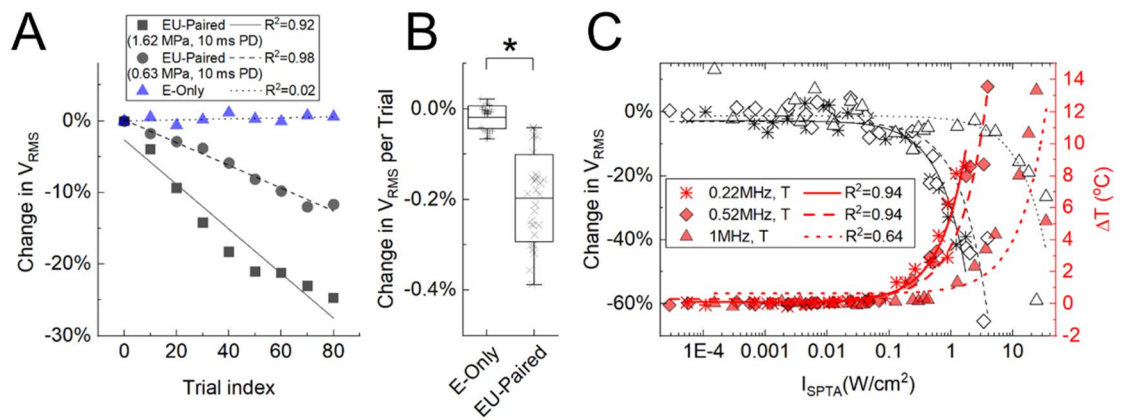 A
EU-Paired R²=0.92
(1.62 MPa, 10 ms PD)
EU-Paired R²=0.98
(0.63 MPa, 10 ms PD)
E-Only R²=0.02
Change in V_RMS
0%
-10%
-20%
-30%
0 20 40 60 80
Trial index
B
*
Change in V_RMS per Trial
0.0%
-0.2%
-0.4%
E-Only
EU-Paired
C
Change in V_RMS
0%
-20%
-40%
-60%
0.22MHz, T R²=0.94
0.52MHz, T R²=0.94
1MHz, T R²=0.64
1E-4 0.001 0.01 0.1 1 10
I_SPTA(W/cm²)
14
12
10
8
6
4
2
0
-2
ΔT (°C)